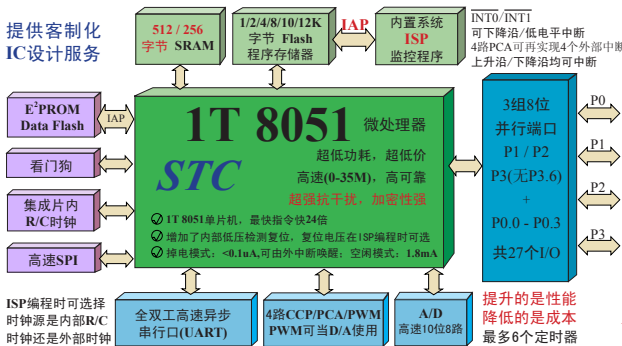 提供客制化
IC设计服务
512 / 256
字节 SRAM
1/2/4/8/10/12K
字节 Flash
程序存储器
IAP
内置系统
ISP
监控程序
INT0/INT1
可下降沿/低电平中断
4路PCA可再实现4个外部中断
上升沿/下降沿均可中断
E²PROM
Data Flash
IAP
看门狗
集成片内
R/C时钟
高速SPI
1T 8051 微处理器
STC
超低功耗，超低价
高速(0-35M)，高可靠
超强抗干扰，加密性强
1T 8051单片机，最快指令快24倍
增加了内部低压检测复位，复位电压在ISP编程时可选
掉电模式：<0.1uA,可由外中断唤醒；空闲模式：1.8mA
3组8位
并行端口
P1 / P2
P3(无P3.6)
+
P0.0 - P0.3
共27个I/O
P0
P1
P2
P3
ISP编程时可选择
时钟源是内部R/C
时钟还是外部时钟
全双工高速异步
串行口(UART)
4路CCP/PCA/PWM
PWM可当D/A使用
A/D
高速10位8路
提升的是性能
降低的是成本
最多6个定时器